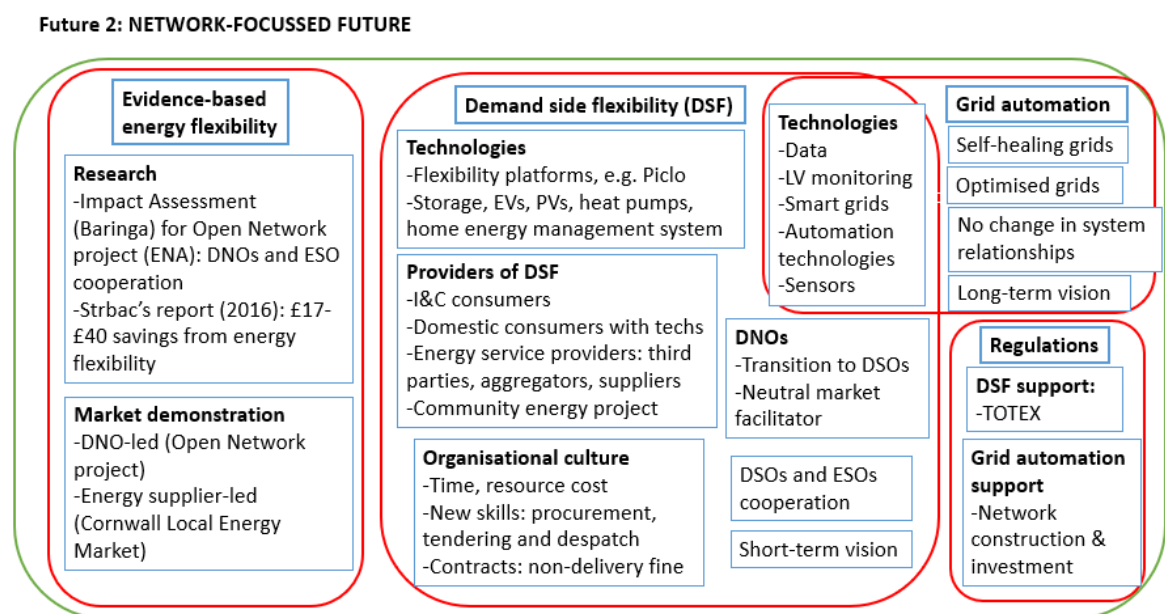 Future 2: NETWORK-FOCUSSED FUTURE
Evidence-based
energy flexibility
Research
-Impact Assessment
(Baringa) for Open Network
project (ENA): DNOs and ESO
cooperation
-Strbac’s report (2016): £17-
£40 savings from energy
flexibility
Market demonstration
-DNO-led (Open Network
project)
-Energy supplier-led
(Cornwall Local Energy
Market)
Demand side flexibility (DSF)
Technologies
-Flexibility platforms, e.g. Piclo
-Storage, EVs, PVs, heat pumps,
home energy management system
Providers of DSF
-I&C consumers
-Domestic consumers with techs
-Energy service providers: third
parties, aggregators, suppliers
-Community energy project
Organisational culture
-Time, resource cost
-New skills: procurement,
tendering and despatch
-Contracts: non-delivery fine
Technologies
-Data
-LV monitoring
-Smart grids
-Automation
technologies
-Sensors
DNOs
-Transition to DSOs
-Neutral market
facilitator
DSOs and ESOs
cooperation
Short-term vision
Grid automation
Self-healing grids
Optimised grids
No change in system
relationships
Long-term vision
Regulations
DSF support:
-TOTEX
Grid automation
support
-Network
construction &
investment